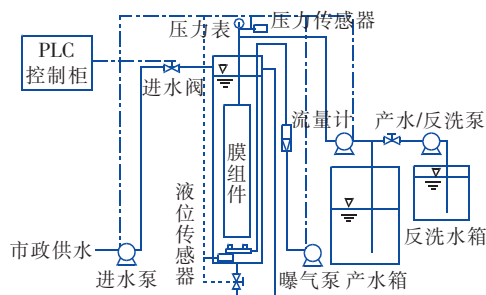 压力传感器
压力表
PLC
控制柜
进水阀
流量计
产水/反洗泵
膜组件
液位传感器
反洗水箱
市政供水
进水泵
曝气泵
产水箱